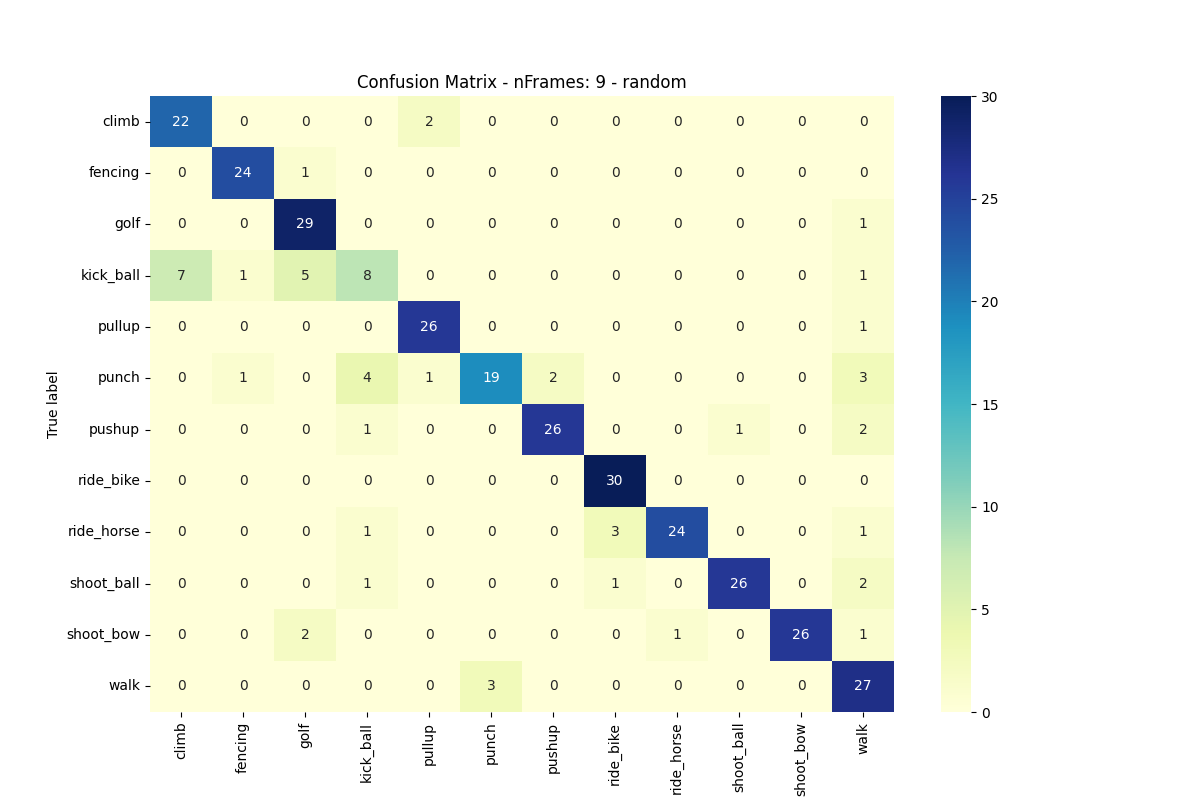 Confusion Matrix - nFrames: 9 - random
climb 22 0 0 0 2 0 0 0 0 0 0 0
fencing 0 24 1 0 0 0 0 0 0 0 0 0
golf 0 0 29 0 0 0 0 0 0 0 0 1
kick_ball 7 1 5 8 0 0 0 0 0 0 0 1
pullup 0 0 0 0 26 0 0 0 0 0 0 1
punch 0 1 0 4 1 19 2 0 0 0 0 3
pushup 0 0 0 1 0 0 26 0 0 1 0 2
ride_bike 0 0 0 0 0 0 0 30 0 0 0 0
ride_horse 0 0 0 1 0 0 0 3 24 0 0 1
shoot_ball 0 0 0 1 0 0 0 1 0 26 0 2
shoot_bow 0 0 2 0 0 0 0 0 1 0 26 1
walk 0 0 0 0 0 3 0 0 0 0 0 27
True label
climb fencing golf kick_ball pullup punch pushup ride_bike ride_horse shoot_ball shoot_bow walk
30
25
20
15
10
5
0